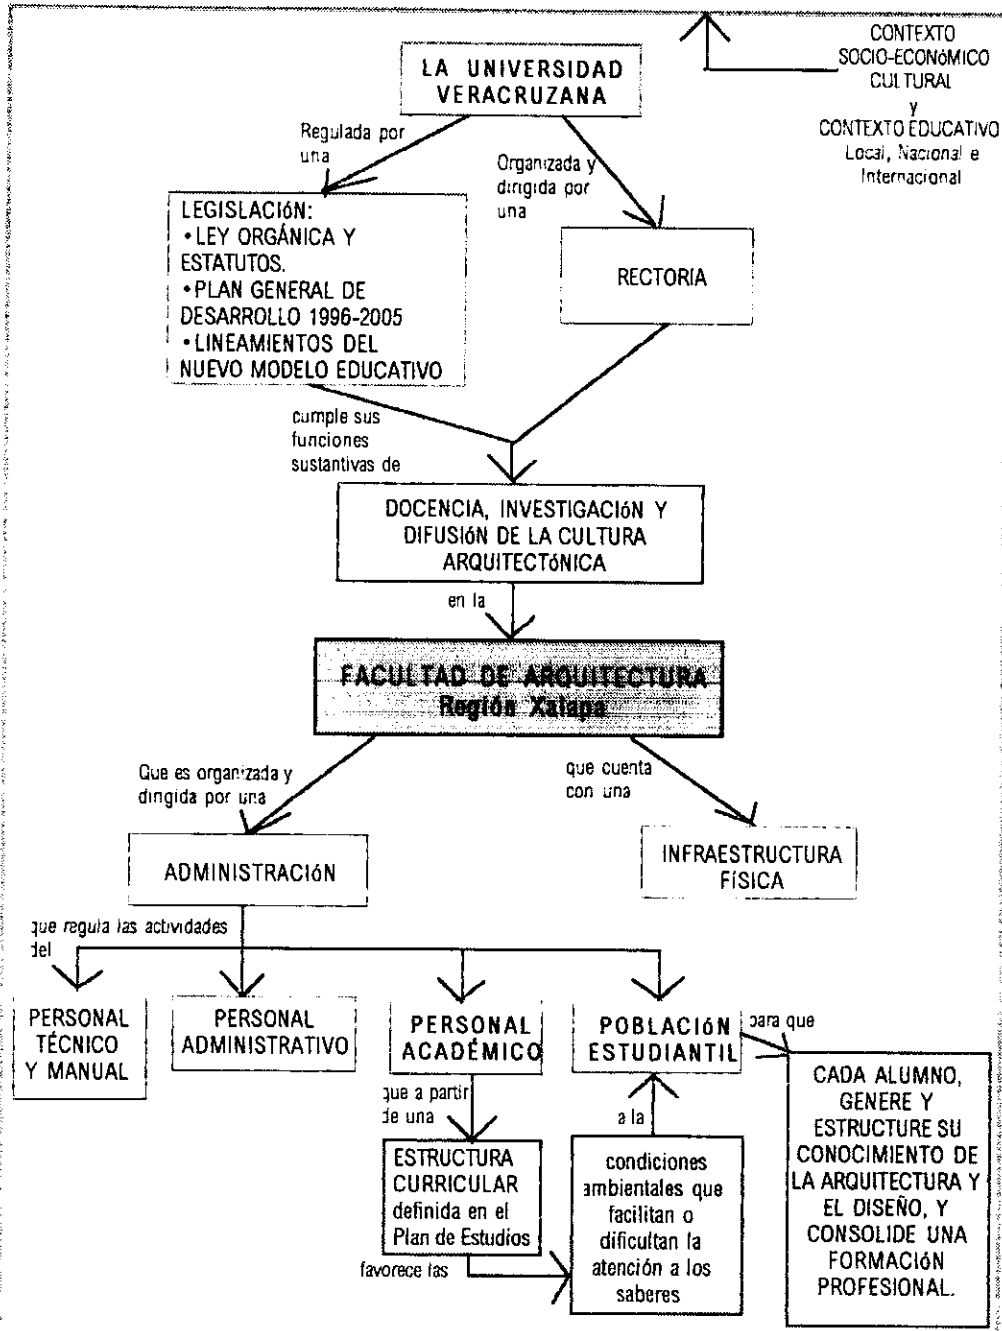 CONTEXTO
SOCIO-ECONÓMICO
CULTURAL
y
CONTEXTO EDUCATIVO
Local, Nacional e
Internacional
LA UNIVERSIDAD
VERACRUZANA
Regulada por
una
Organizada y
dirigida por
una
LEGISLACIÓN:
•LEY ORGÁNICA Y
ESTATUTOS.
•PLAN GENERAL DE
DESARROLLO 1996-2005
•LINEAMIENTOS DEL
NUEVO MODELO EDUCATIVO
RECTORIA
cumple sus
funciones
sustantivas de
DOCENCIA, INVESTIGACIÓN Y
DIFUSIÓN DE LA CULTURA
ARQUITECTÓNICA
en la
FACULTAD DE ARQUITECTURA
Región Xalapa
Que es organizada y
dirigida por una
que cuenta
con una
ADMINISTRACIÓN
INFRAESTRUCTURA
FÍSICA
que regula las actividades
del
PERSONAL
TÉCNICO
Y MANUAL
PERSONAL
ADMINISTRATIVO
PERSONAL
ACADÉMICO
POBLACIÓN
ESTUDIANTIL
para que
CADA ALUMNO,
GENERE Y
ESTRUCTURE SU
CONOCIMIENTO DE
LA ARQUITECTURA Y
EL DISEÑO, Y
CONSOLIDE UNA
FORMACIÓN
PROFESIONAL.
que a partir
de una
a la
ESTRUCTURA
CURRICULAR
definida en el
Plan de Estudios
condiciones
ambientales que
facilitan o
dificultan la
atención a los
saberes
favorece las